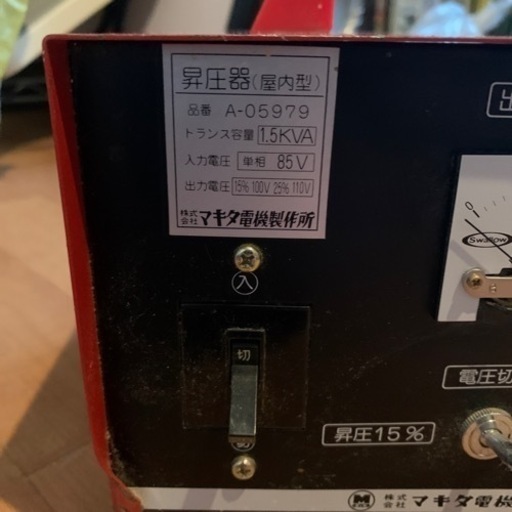 昇圧器(屋内型)
品番 A-05979
トランス容量 1.5KVA
入力電圧 単相 85V
出力電圧 15% 100V 25% 110V
株式会社 マキタ電機製作所
出
0
Swallow
入
切
電圧切
昇圧15%
M 株式会社 マキタ電機